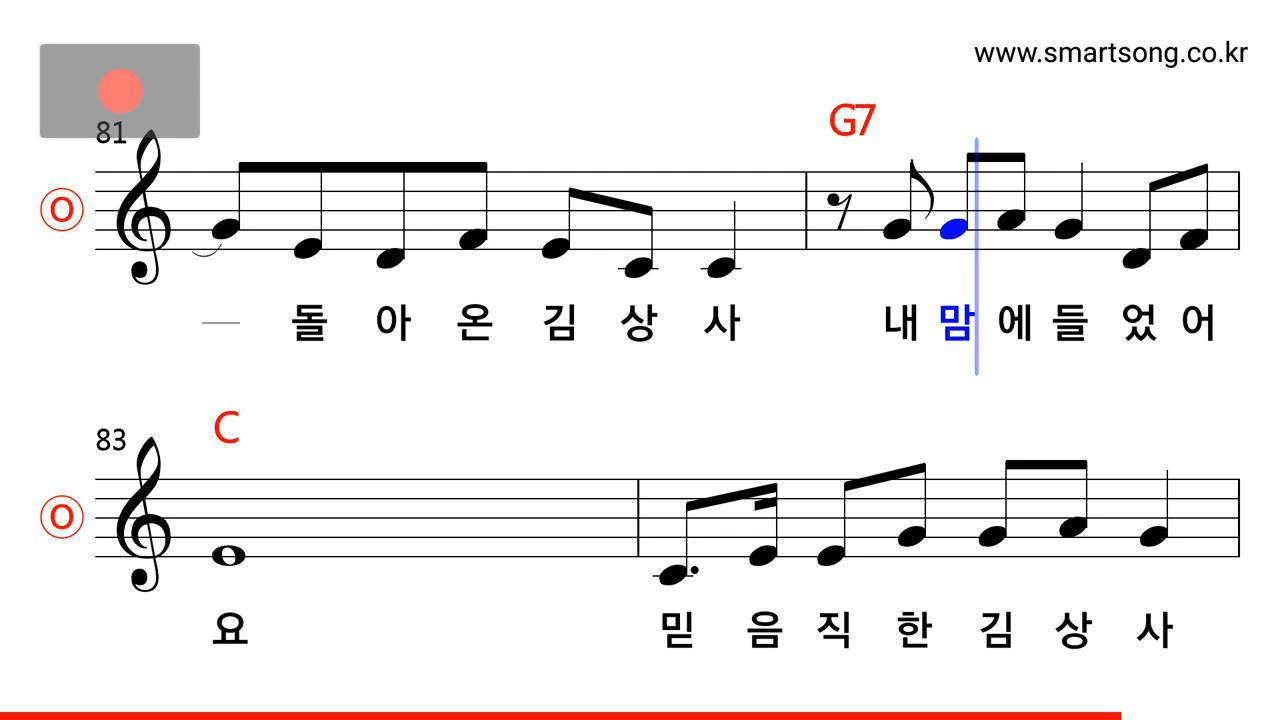 www.smartsong.co.kr
81
G7
O
돌 아 온 김 상 사 내 맘 에 들 었 어
83
C
O
요 믿 음 직 한 김 상 사